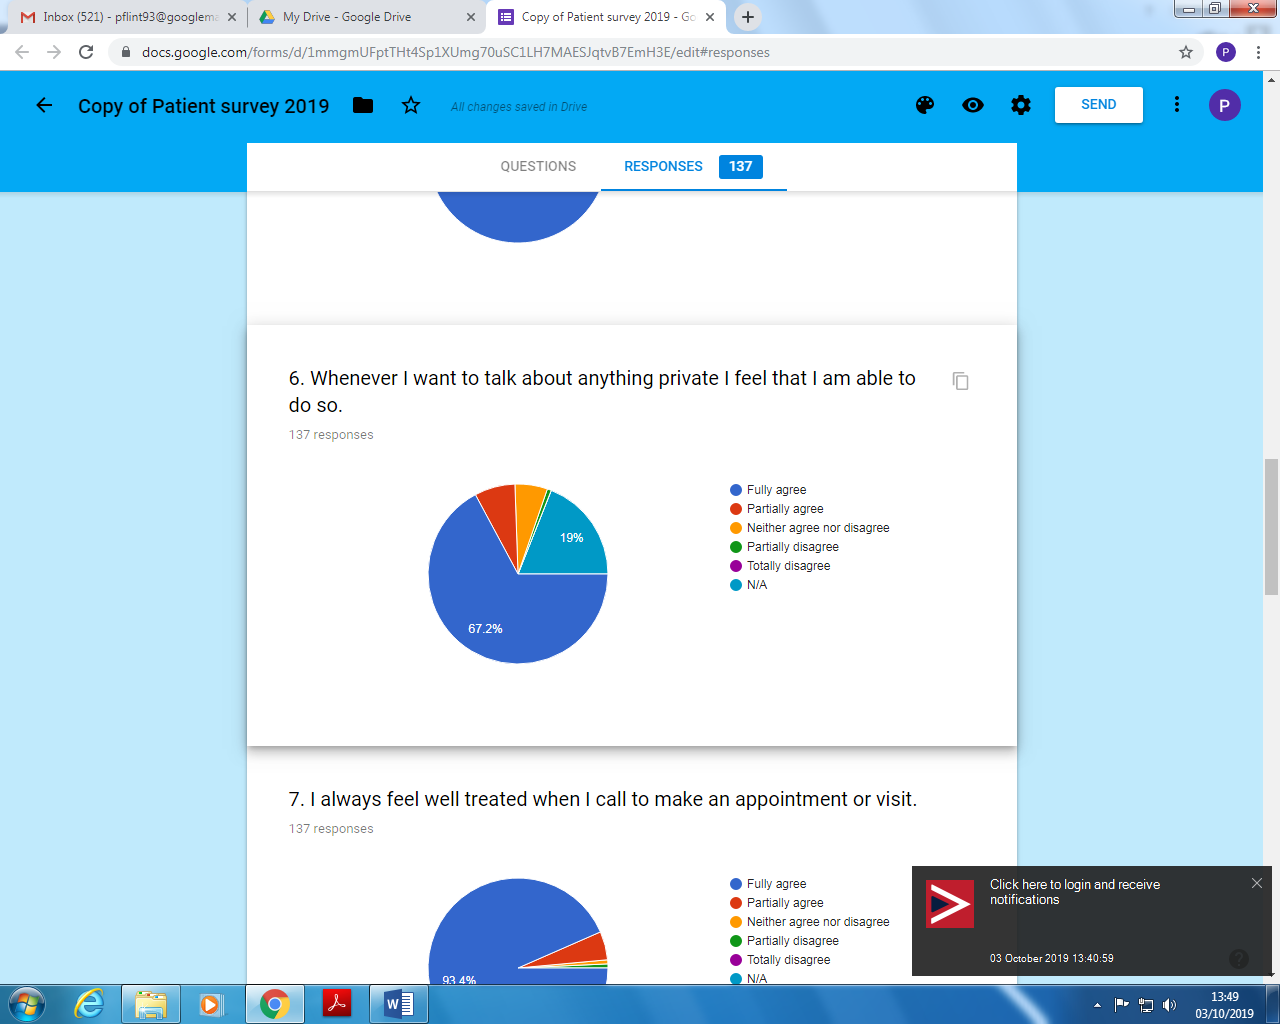 Inbox (521) - pflint93@googlema
My Drive - Google Drive
Copy of Patient survey 2019 - Go
docs.google.com/forms/d/1mmgmUFptTHt4Sp1XUmg70uSC1LH7MAESJqtvB7EmH3E/edit#responses
P
Copy of Patient survey 2019
All changes saved in Drive
SEND
P
QUESTIONS
RESPONSES 137
6. Whenever I want to talk about anything private I feel that I am able to
do so.
137 responses
19%
67.2%
Fully agree
Partially agree
Neither agree nor disagree
Partially disagree
Totally disagree
N/A
7. I always feel well treated when I call to make an appointment or visit.
137 responses
93.4%
Fully agree
Partially agree
Neither agree nor disagree
Partially disagree
Totally disagree
N/A
Click here to login and receive
notifications
03 October 2019 13:40:59
13:49
03/10/2019